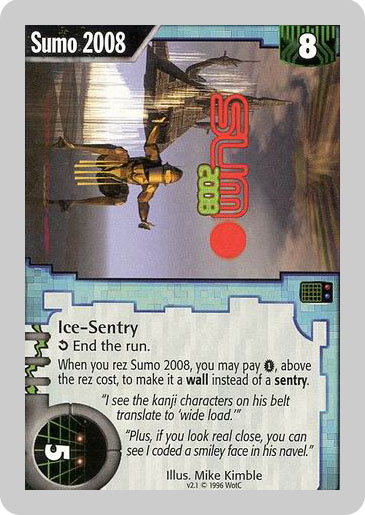 Sumo 2008
8
SUMO
2008
Ice–Sentry
End the run.
When you rez Sumo 2008, you may pay 1, above
the rez cost, to make it a wall instead of a sentry.
"I see the kanji characters on his belt
translate to 'wide load.'"
"Plus, if you look real close, you can
see I coded a smiley face in his navel."
5
Illus. Mike Kimble
v2.1 © 1996 WotC